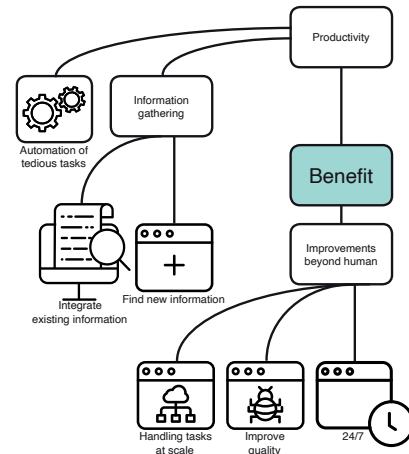 Productivity
Information
gathering
Automation of
tedious tasks
Benefit
Improvements
beyond human
Integrate
existing information
Find new information
Handling tasks
at scale
Improve
quality
24/7